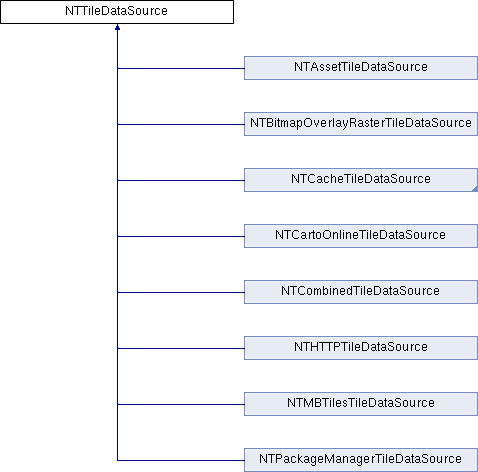 NTTileDataSource
NTAssetTileDataSource
NTBitmapOverlayRasterTileDataSource
NTCacheTileDataSource
NTCartoOnlineTileDataSource
NTCombinedTileDataSource
NTHTTPTileDataSource
NTMBTilesTileDataSource
NTPackageManagerTileDataSource